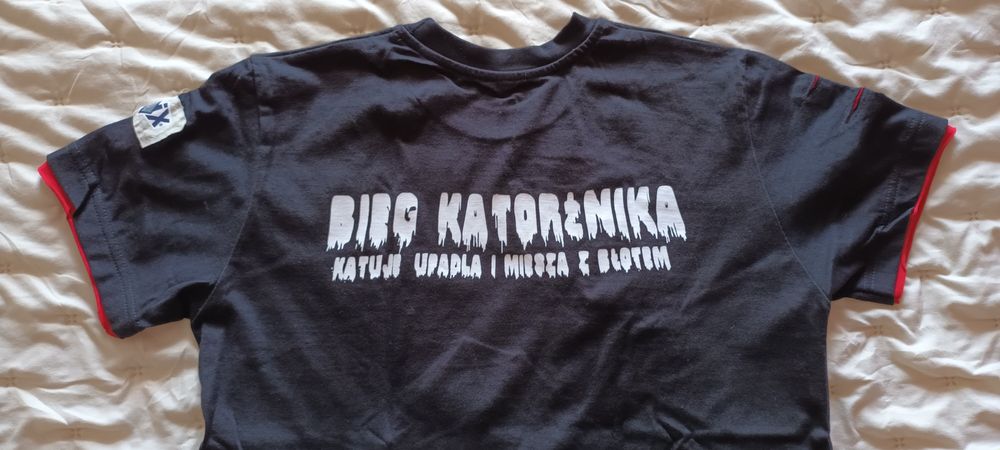 BIEG KATORŻNIKA
KATUJE UPADLA I MIESZA Z BŁOTEM